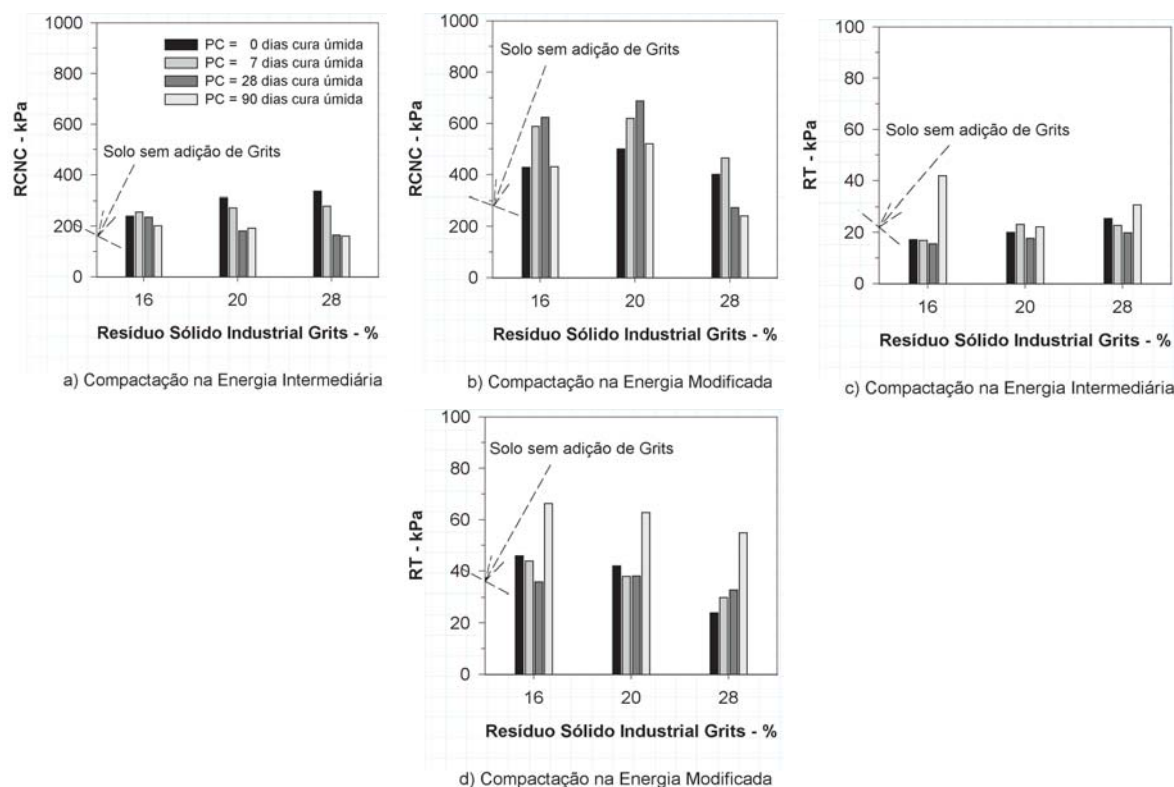 1000
800
600
400
200
0
RCNC - kPa
PC = 0 dias cura úmida
PC = 7 dias cura úmida
PC = 28 dias cura úmida
PC = 90 dias cura úmida
Solo sem adição de Grits
16 20 28
Resíduo Sólido Industrial Grits - %
a) Compactação na Energia Intermediária
1000
800
600
400
200
0
RCNC - kPa
Solo sem adição de Grits
16 20 28
Resíduo Sólido Industrial Grits - %
b) Compactação na Energia Modificada
100
80
60
40
20
0
RT - kPa
Solo sem adição de Grits
16 20 28
Resíduo Sólido Industrial Grits - %
c) Compactação na Energia Intermediária
100
80
60
40
20
0
RT - kPa
Solo sem adição de Grits
16 20 28
Resíduo Sólido Industrial Grits - %
d) Compactação na Energia Modificada